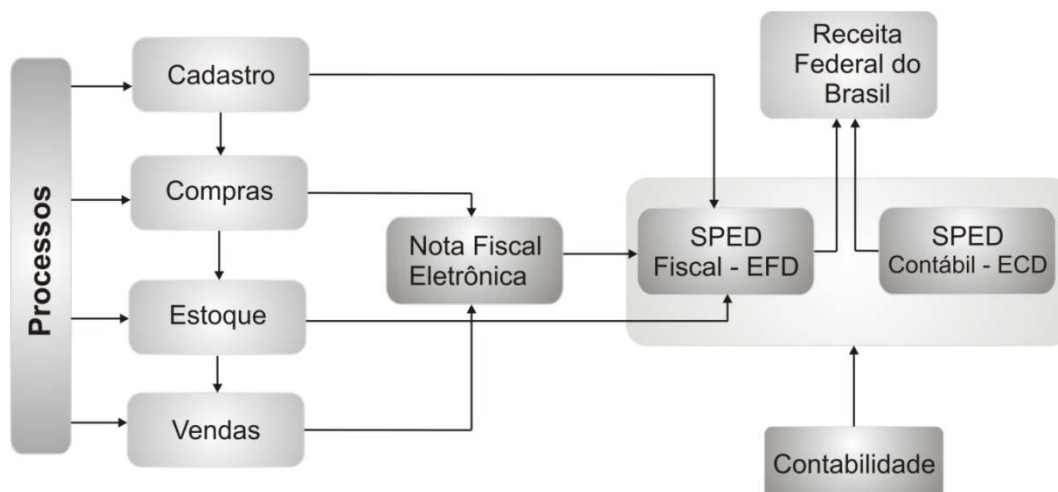 Processos
Cadastro
Compras
Estoque
Vendas
Nota Fiscal
Eletrônica
SPED
Fiscal - EFD
SPED
Contábil - ECD
Receita
Federal do
Brasil
Contabilidade